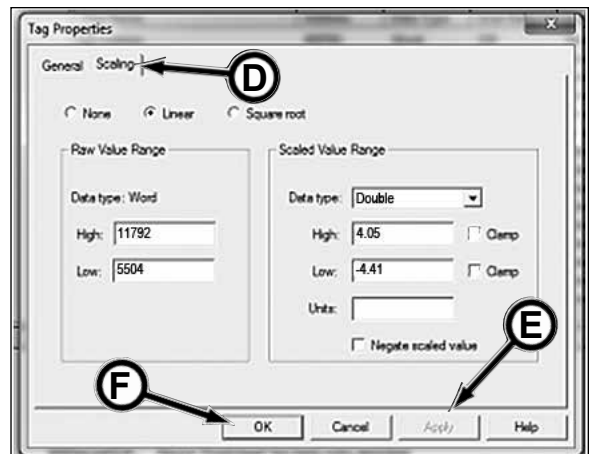 Tag Properties
General Scaling
D
None Linear Square root
Raw Value Range
Data type: Word
High: 11792
Low: 5504
Scaled Value Range
Data type: Double
High: 4.05 Clamp
Low: -4.41 Clamp
Units:
Negate scaled value
E
F
OK Cancel Apply Help